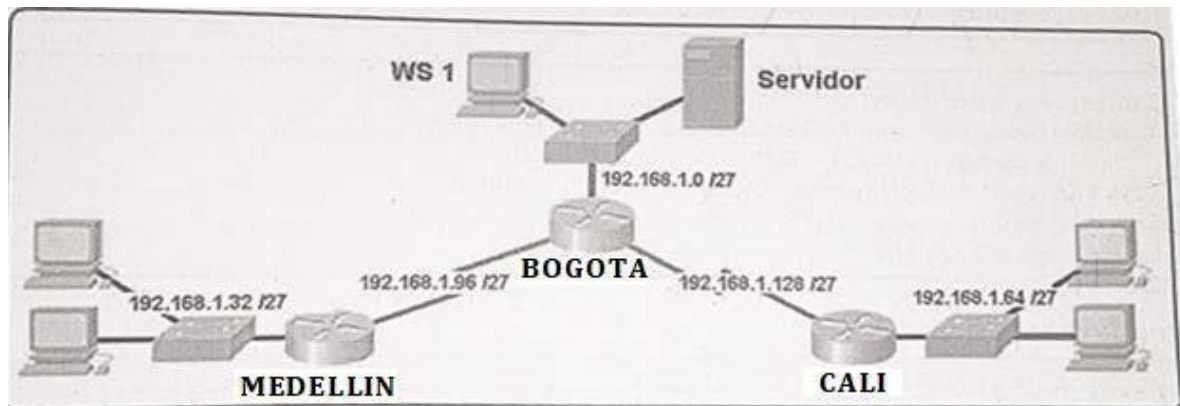 WS 1
Servidor
192.168.1.0 /27
BOGOTA
192.168.1.96 /27
192.168.1.128 /27
192.168.1.32 /27
192.168.1.64 /27
MEDELLIN
CALI